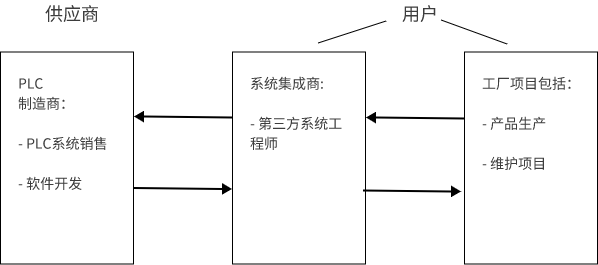 供应商
用户
PLC
制造商：
- PLC系统销售
- 软件开发
系统集成商:
- 第三方系统工
程师
工厂项目包括：
- 产品生产
- 维护项目